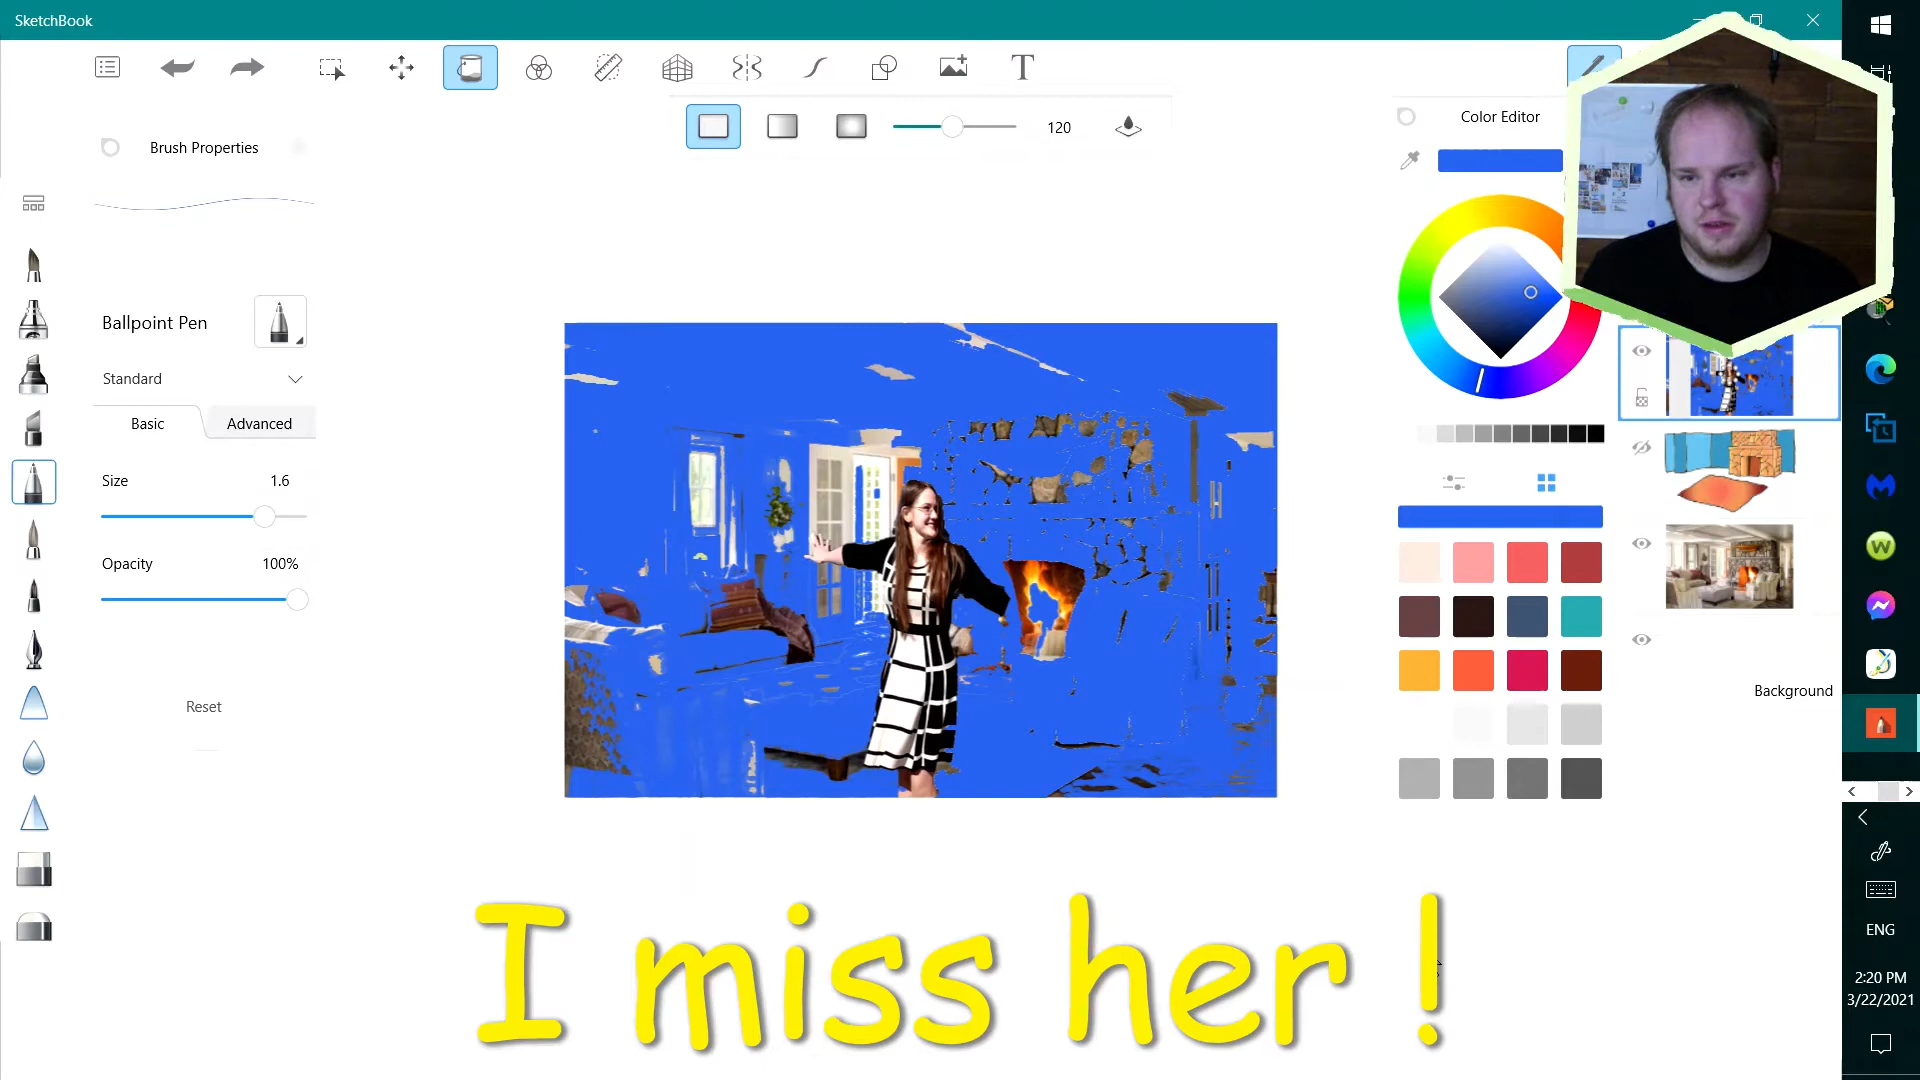 SketchBook
120
Brush Properties
Color Editor
Ballpoint Pen
Standard
Basic
Advanced
Size
1.6
Opacity
100%
Reset
Background
I miss her !
ENG
2:20 PM
3/22/2021